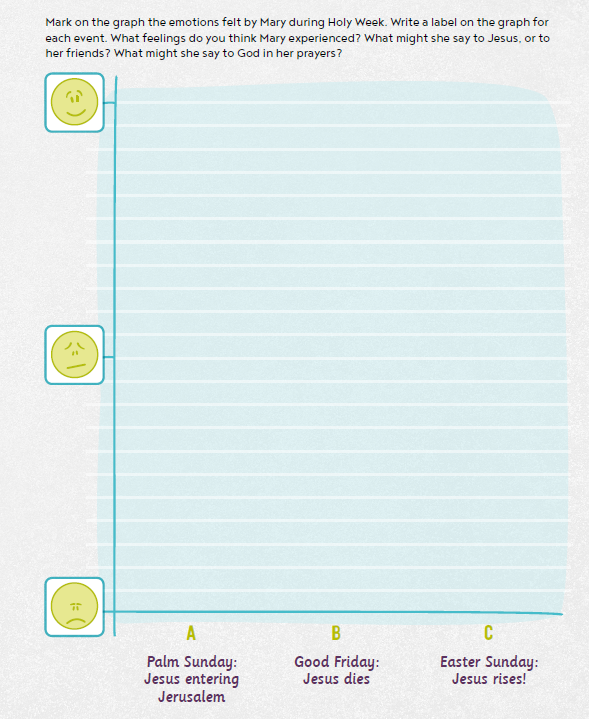 Mark on the graph the emotions felt by Mary during Holy Week. Write a label on the graph for
each event. What feelings do you think Mary experienced? What might she say to Jesus, or to
her friends? What might she say to God in her prayers?
A
B
C
Palm Sunday:
Jesus entering
Jerusalem
Good Friday:
Jesus dies
Easter Sunday:
Jesus rises!